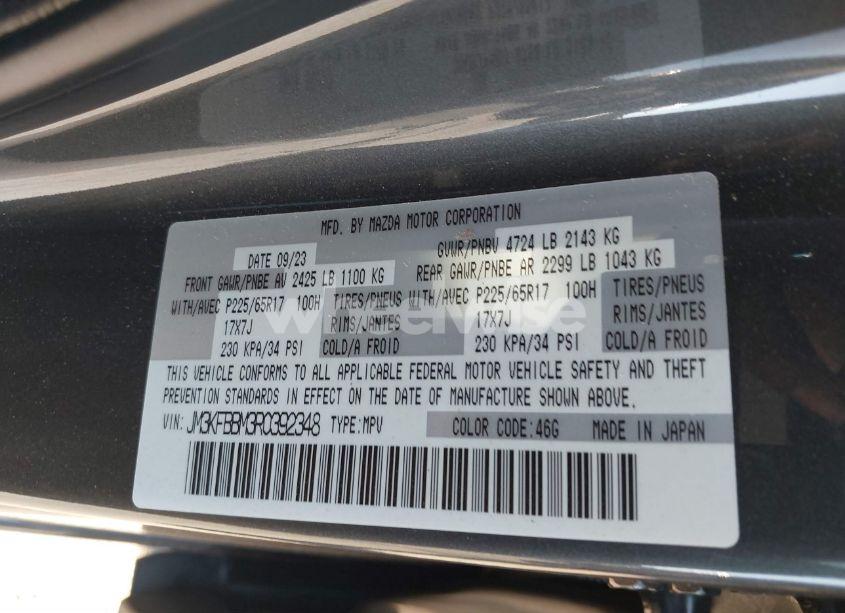 MFD. BY MAZDA MOTOR CORPORATION
DATE 09/23 GVWR/PNBV 4724 LB 2143 KG
FRONT GAWR/PNBE AV 2425 LB 1100 KG REAR GAWR/PNBE AR 2299 LB 1043 KG
WITH/AVEC P225/65R17 100H TIRES/PNEUS WITH/AVEC P225/65R17 100H TIRES/PNEUS
17X7J RIMS/JANTES 17X7J RIMS/JANTES
230 KPA/34 PSI COLD/A FROID 230 KPA/34 PSI COLD/A FROID
THIS VEHICLE CONFORMS TO ALL APPLICABLE FEDERAL MOTOR VEHICLE SAFETY AND THEFT
PREVENTION STANDARDS IN EFFECT ON THE DATE OF MANUFACTURE SHOWN ABOVE.
VIN: JM3KFBBM3R0392348 TYPE:MPV COLOR CODE:46G MADE IN JAPAN